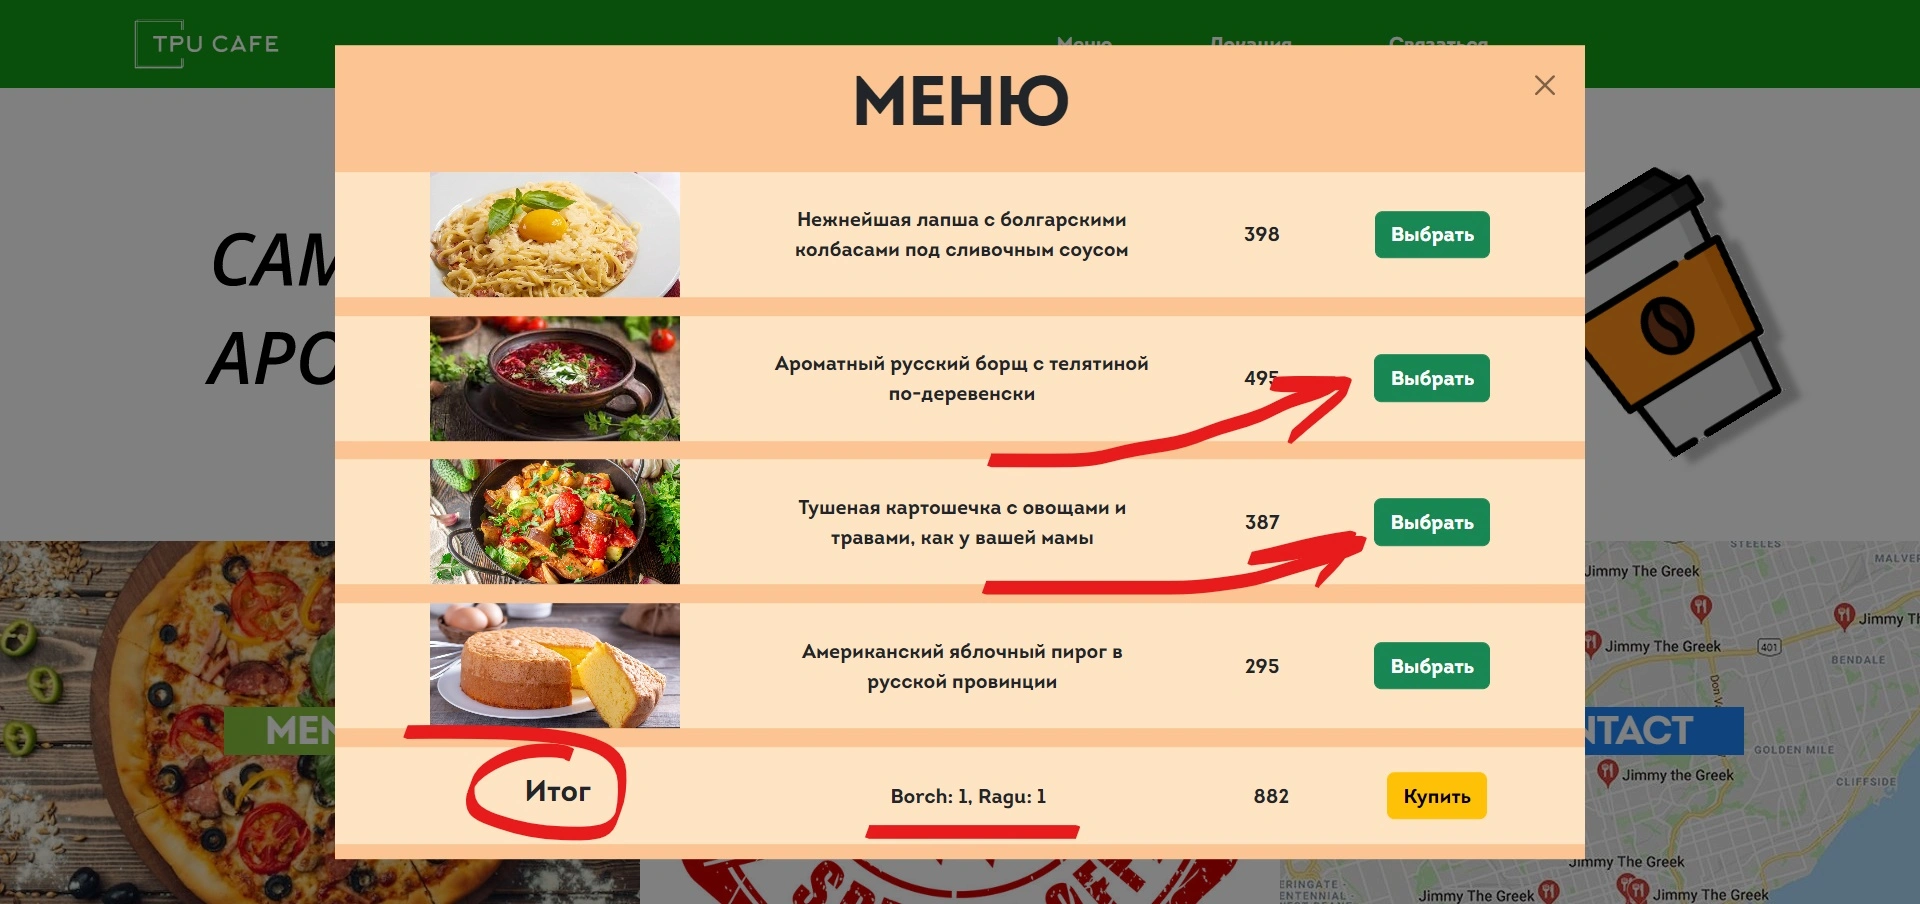 TPU CAFE
Меню Локация Связаться
МЕНЮ
САМ
АРО
Нежнейшая лапша с болгарскими
колбасами под сливочным соусом
398
Выбрать
Ароматный русский борщ с телятиной
по-деревенски
495
Выбрать
Тушеная картошечка с овощами и
травами, как у вашей мамы
387
Выбрать
Американский яблочный пирог в
русской провинции
295
Выбрать
Итог
Borch: 1, Ragu: 1
882
Купить
MEN
NTACT
STEELES
MALVER
Jimmy The Greek
Jimmy Th
Jimmy The Greek
401
BENDALE
GOLDEN MILE
Jimmy the Greek
CLIFFSIDE
Jimmy The Greek
ERINGATE -
ENTENNIAL
Jimmy The Greek
Jimmy The Greek